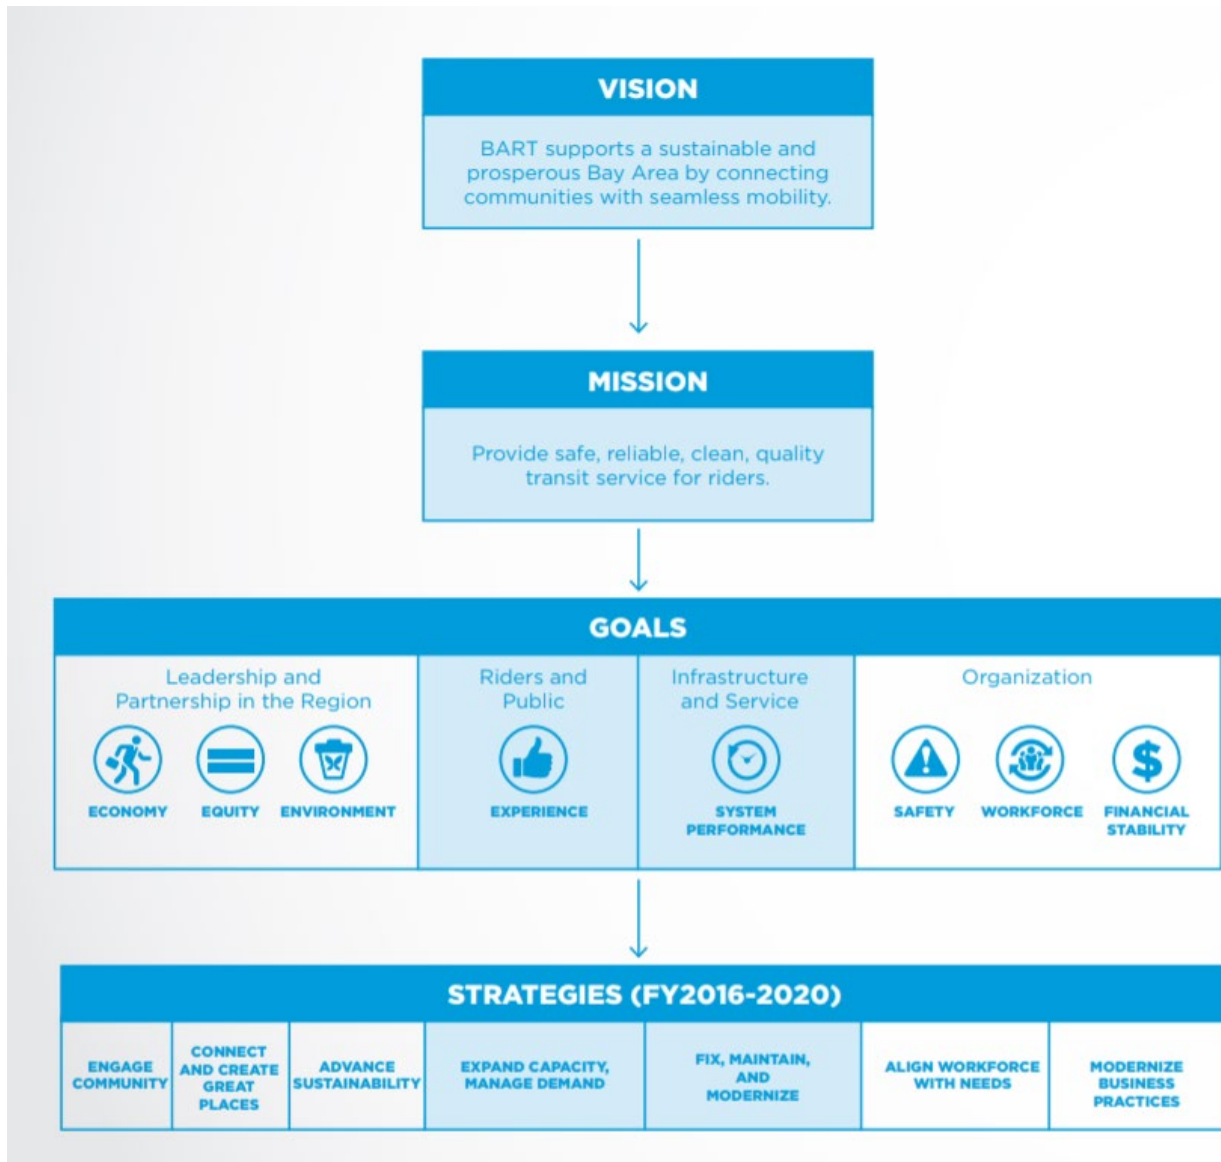 VISION
BART supports a sustainable and
prosperous Bay Area by connecting
communities with seamless mobility.
MISSION
Provide safe, reliable, clean, quality
transit service for riders.
GOALS
Leadership and
Partnership in the Region
ECONOMY
EQUITY
ENVIRONMENT
Riders and
Public
EXPERIENCE
Infrastructure
and Service
SYSTEM
PERFORMANCE
Organization
SAFETY
WORKFORCE
$
FINANCIAL
STABILITY
STRATEGIES (FY2016-2020)
ENGAGE
COMMUNITY
CONNECT
AND CREATE
GREAT
PLACES
ADVANCE
SUSTAINABILITY
EXPAND CAPACITY,
MANAGE DEMAND
FIX, MAINTAIN,
AND
MODERNIZE
ALIGN WORKFORCE
WITH NEEDS
MODERNIZE
BUSINESS
PRACTICES